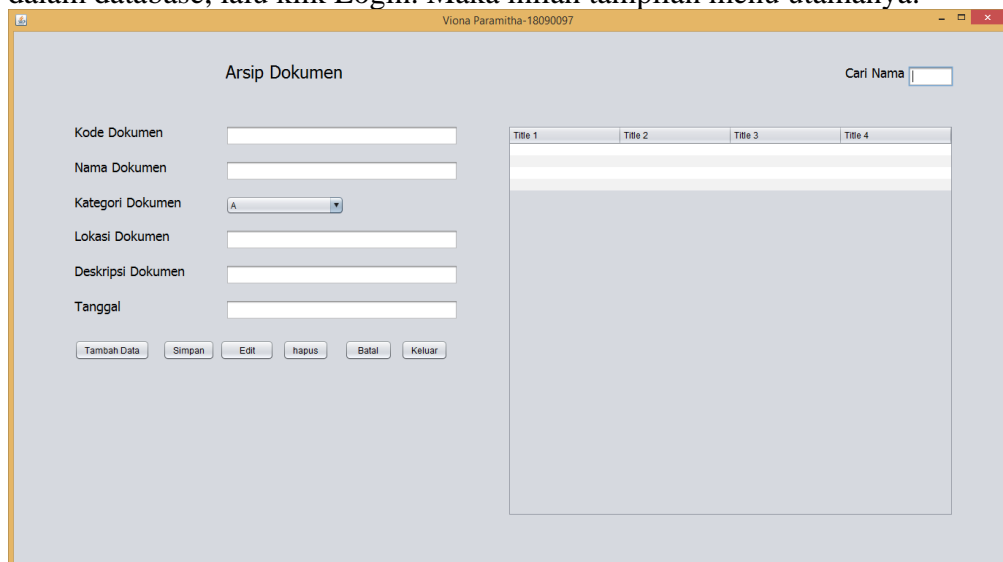 dalam database, lalu klik Login. Maka inilah tampilan menu utamanya.
Viona Paramitha-18090097
Arsip Dokumen
Cari Nama
Kode Dokumen
Nama Dokumen
Kategori Dokumen
A
Lokasi Dokumen
Deskripsi Dokumen
Tanggal
Tambah Data Simpan Edit hapus Batal Keluar
Title 1 Title 2 Title 3 Title 4